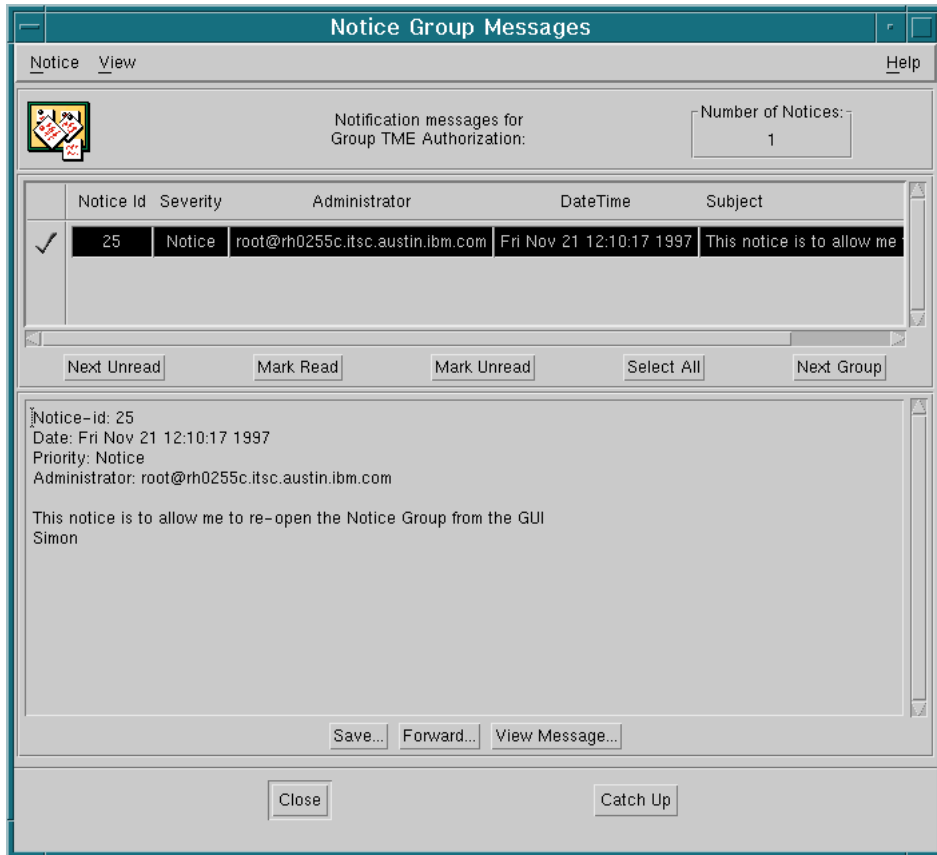 Notice Group Messages
Notice View Help
Notification messages for
Group TME Authorization:
Number of Notices:
1
Notice Id Severity Administrator DateTime Subject
25 Notice root@rh0255c.itsc.austin.ibm.com Fri Nov 21 12:10:17 1997 This notice is to allow me
Next Unread Mark Read Mark Unread Select All Next Group
Notice-id: 25
Date: Fri Nov 21 12:10:17 1997
Priority: Notice
Administrator: root@rh0255c.itsc.austin.ibm.com
This notice is to allow me to re-open the Notice Group from the GUI
Simon
Save... Forward... View Message...
Close Catch Up